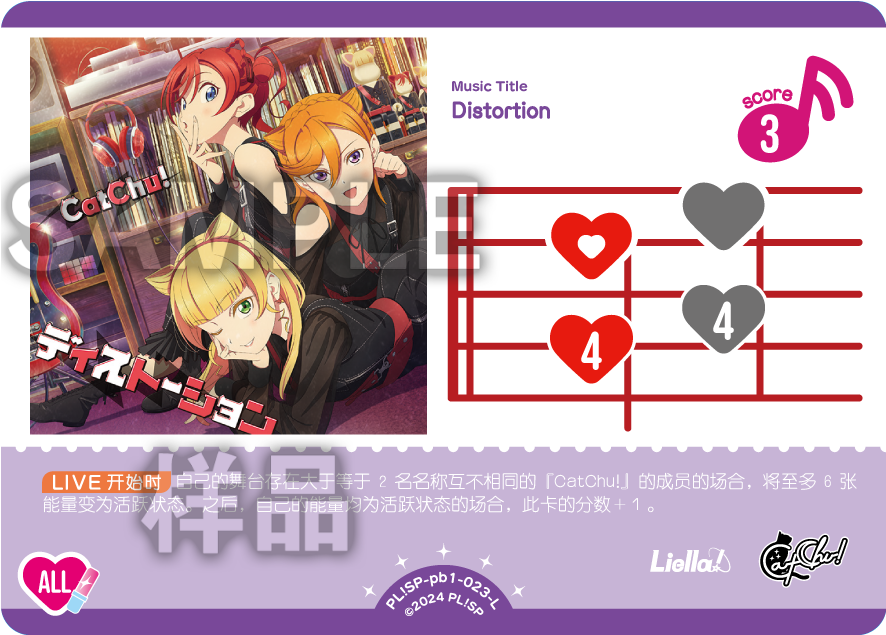 Music Title
Distortion
score
3
CatChu!
SAMPLE
4
4
ディストーション
LIVE 开始时 自己的舞台存在大于等于 2 名名称互不相同的『CatChu!』的成员的场合，将至多 6 张
能量变为活跃状态。之后，自己的能量均为活跃状态的场合，此卡的分数＋1。
样品
ALL
Liella!
CatChu!
PL!SP-pb1-023-L
©2024 PL!SP